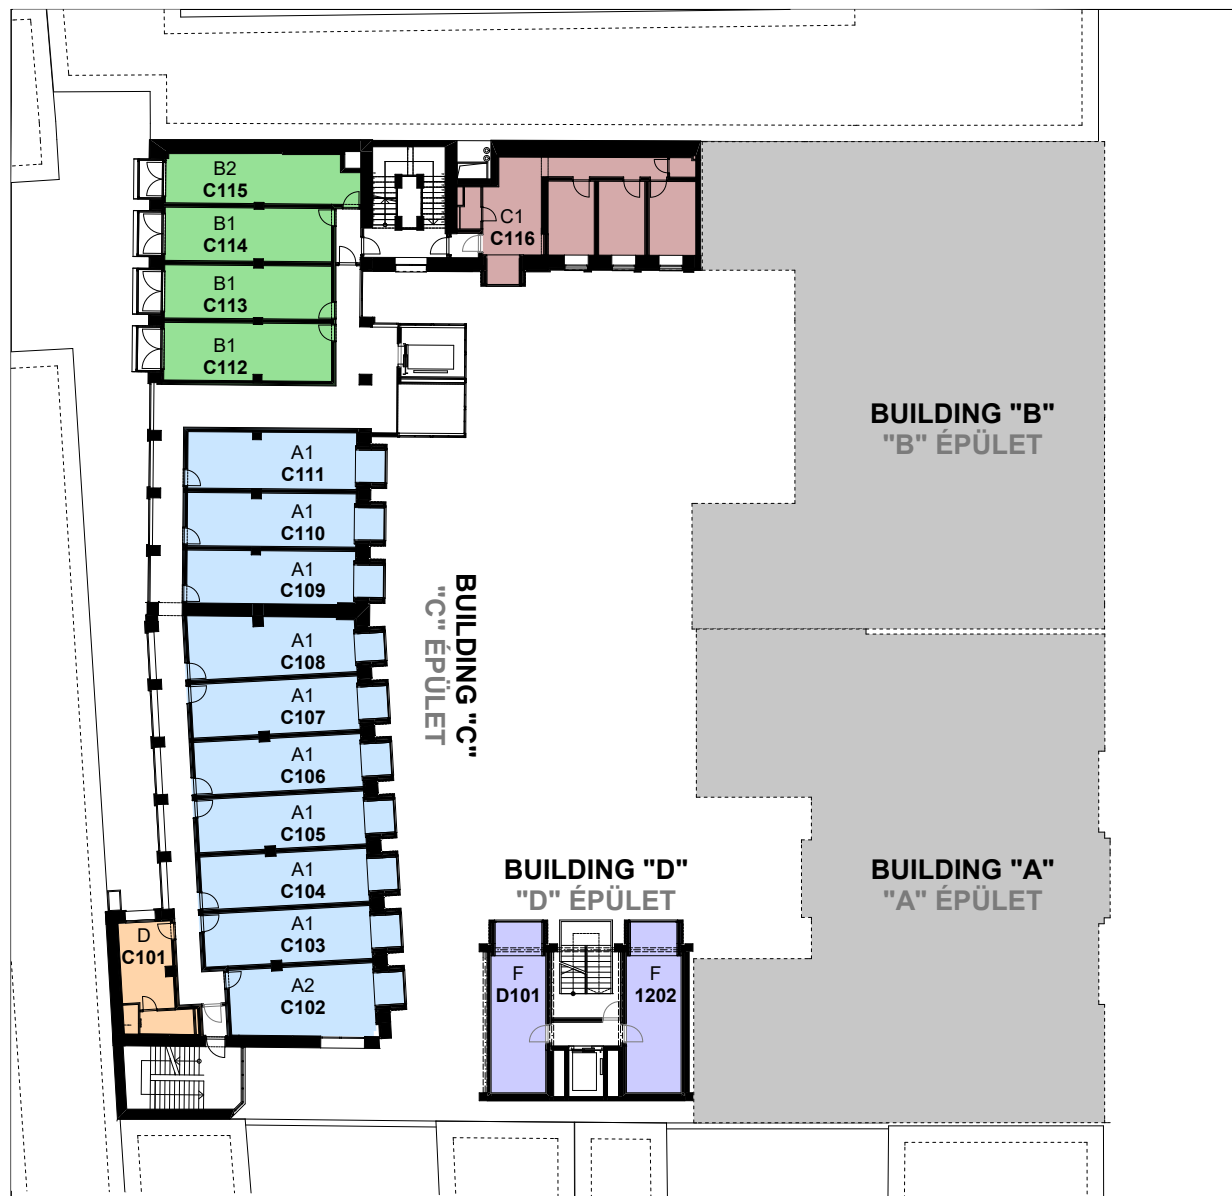 B2
C115
B1
C114
B1
C113
B1
C112
C1
C116
A1
C111
A1
C110
A1
C109
A1
C108
A1
C107
A1
C106
A1
C105
A1
C104
A1
C103
A2
C102
D
C101
BUILDING "C"
"C" ÉPÜLET
BUILDING "B"
"B" ÉPÜLET
BUILDING "D"
"D" ÉPÜLET
F
D101
F
1202
BUILDING "A"
"A" ÉPÜLET